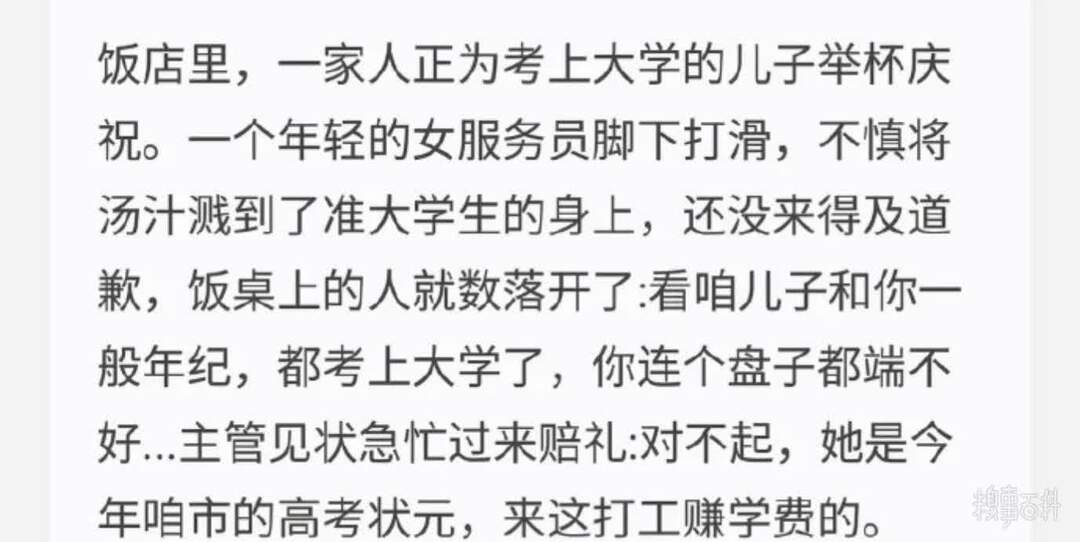 饭店里，一家人正为考上大学的儿子举杯庆
祝。一个年轻的女服务员脚下打滑，不慎将
汤汁溅到了准大学生的身上，还没来得及道
歉，饭桌上的人就数落开了:看咱儿子和你一
般年纪，都考上大学了，你连个盘子都端不
好...主管见状急忙过来赔礼:对不起，她是今
年咱市的高考状元，来这打工赚学费的。
糗事百科